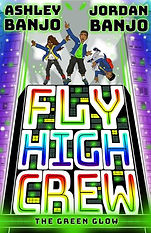 ASHLEY JORDAN
BANJO BANJO
FLY
HIGH
CREW
THE GREEN GLOW